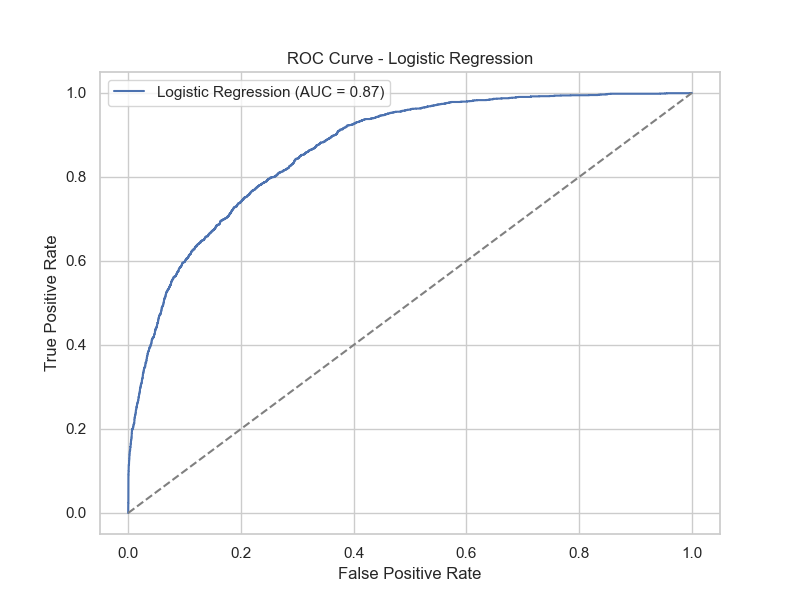 ROC Curve - Logistic Regression
Logistic Regression (AUC = 0.87)
1.0
0.8
0.6
0.4
0.2
0.0
True Positive Rate
0.0 0.2 0.4 0.6 0.8 1.0
False Positive Rate